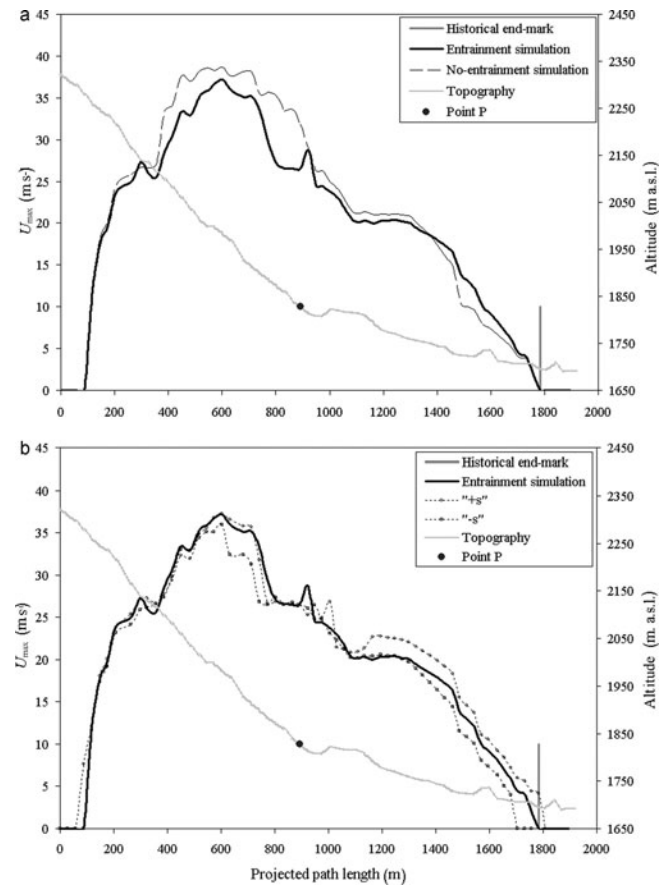 a
45
40
35
30
25
20
15
10
5
0
U max (m s-)
2450
2350
2250
2150
2050
1950
1850
1750
1650
Altitude (m a.s.l.)
Historical end-mark
Entrainment simulation
No-entrainment simulation
Topography
Point P
0 200 400 600 800 1000 1200 1400 1600 1800 2000
b
45
40
35
30
25
20
15
10
5
0
U max (m s-)
2450
2350
2250
2150
2050
1950
1850
1750
1650
Altitude (m. a.s.l.)
Historical end-mark
Entrainment simulation
"+s"
"-s"
Topography
Point P
0 200 400 600 800 1000 1200 1400 1600 1800 2000
Projected path length (m)